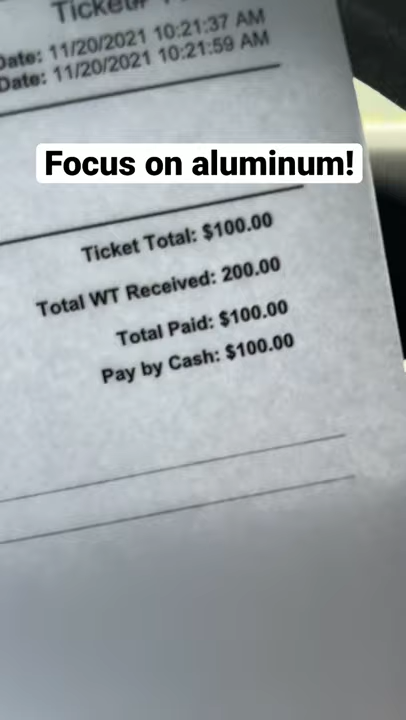 Ticket#
Date: 11/20/2021 10:21:37 AM
Date: 11/20/2021 10:21:59 AM
Focus on aluminum!
Ticket Total: $100.00
Total WT Received: 200.00
Total Paid: $100.00
Pay by Cash: $100.00